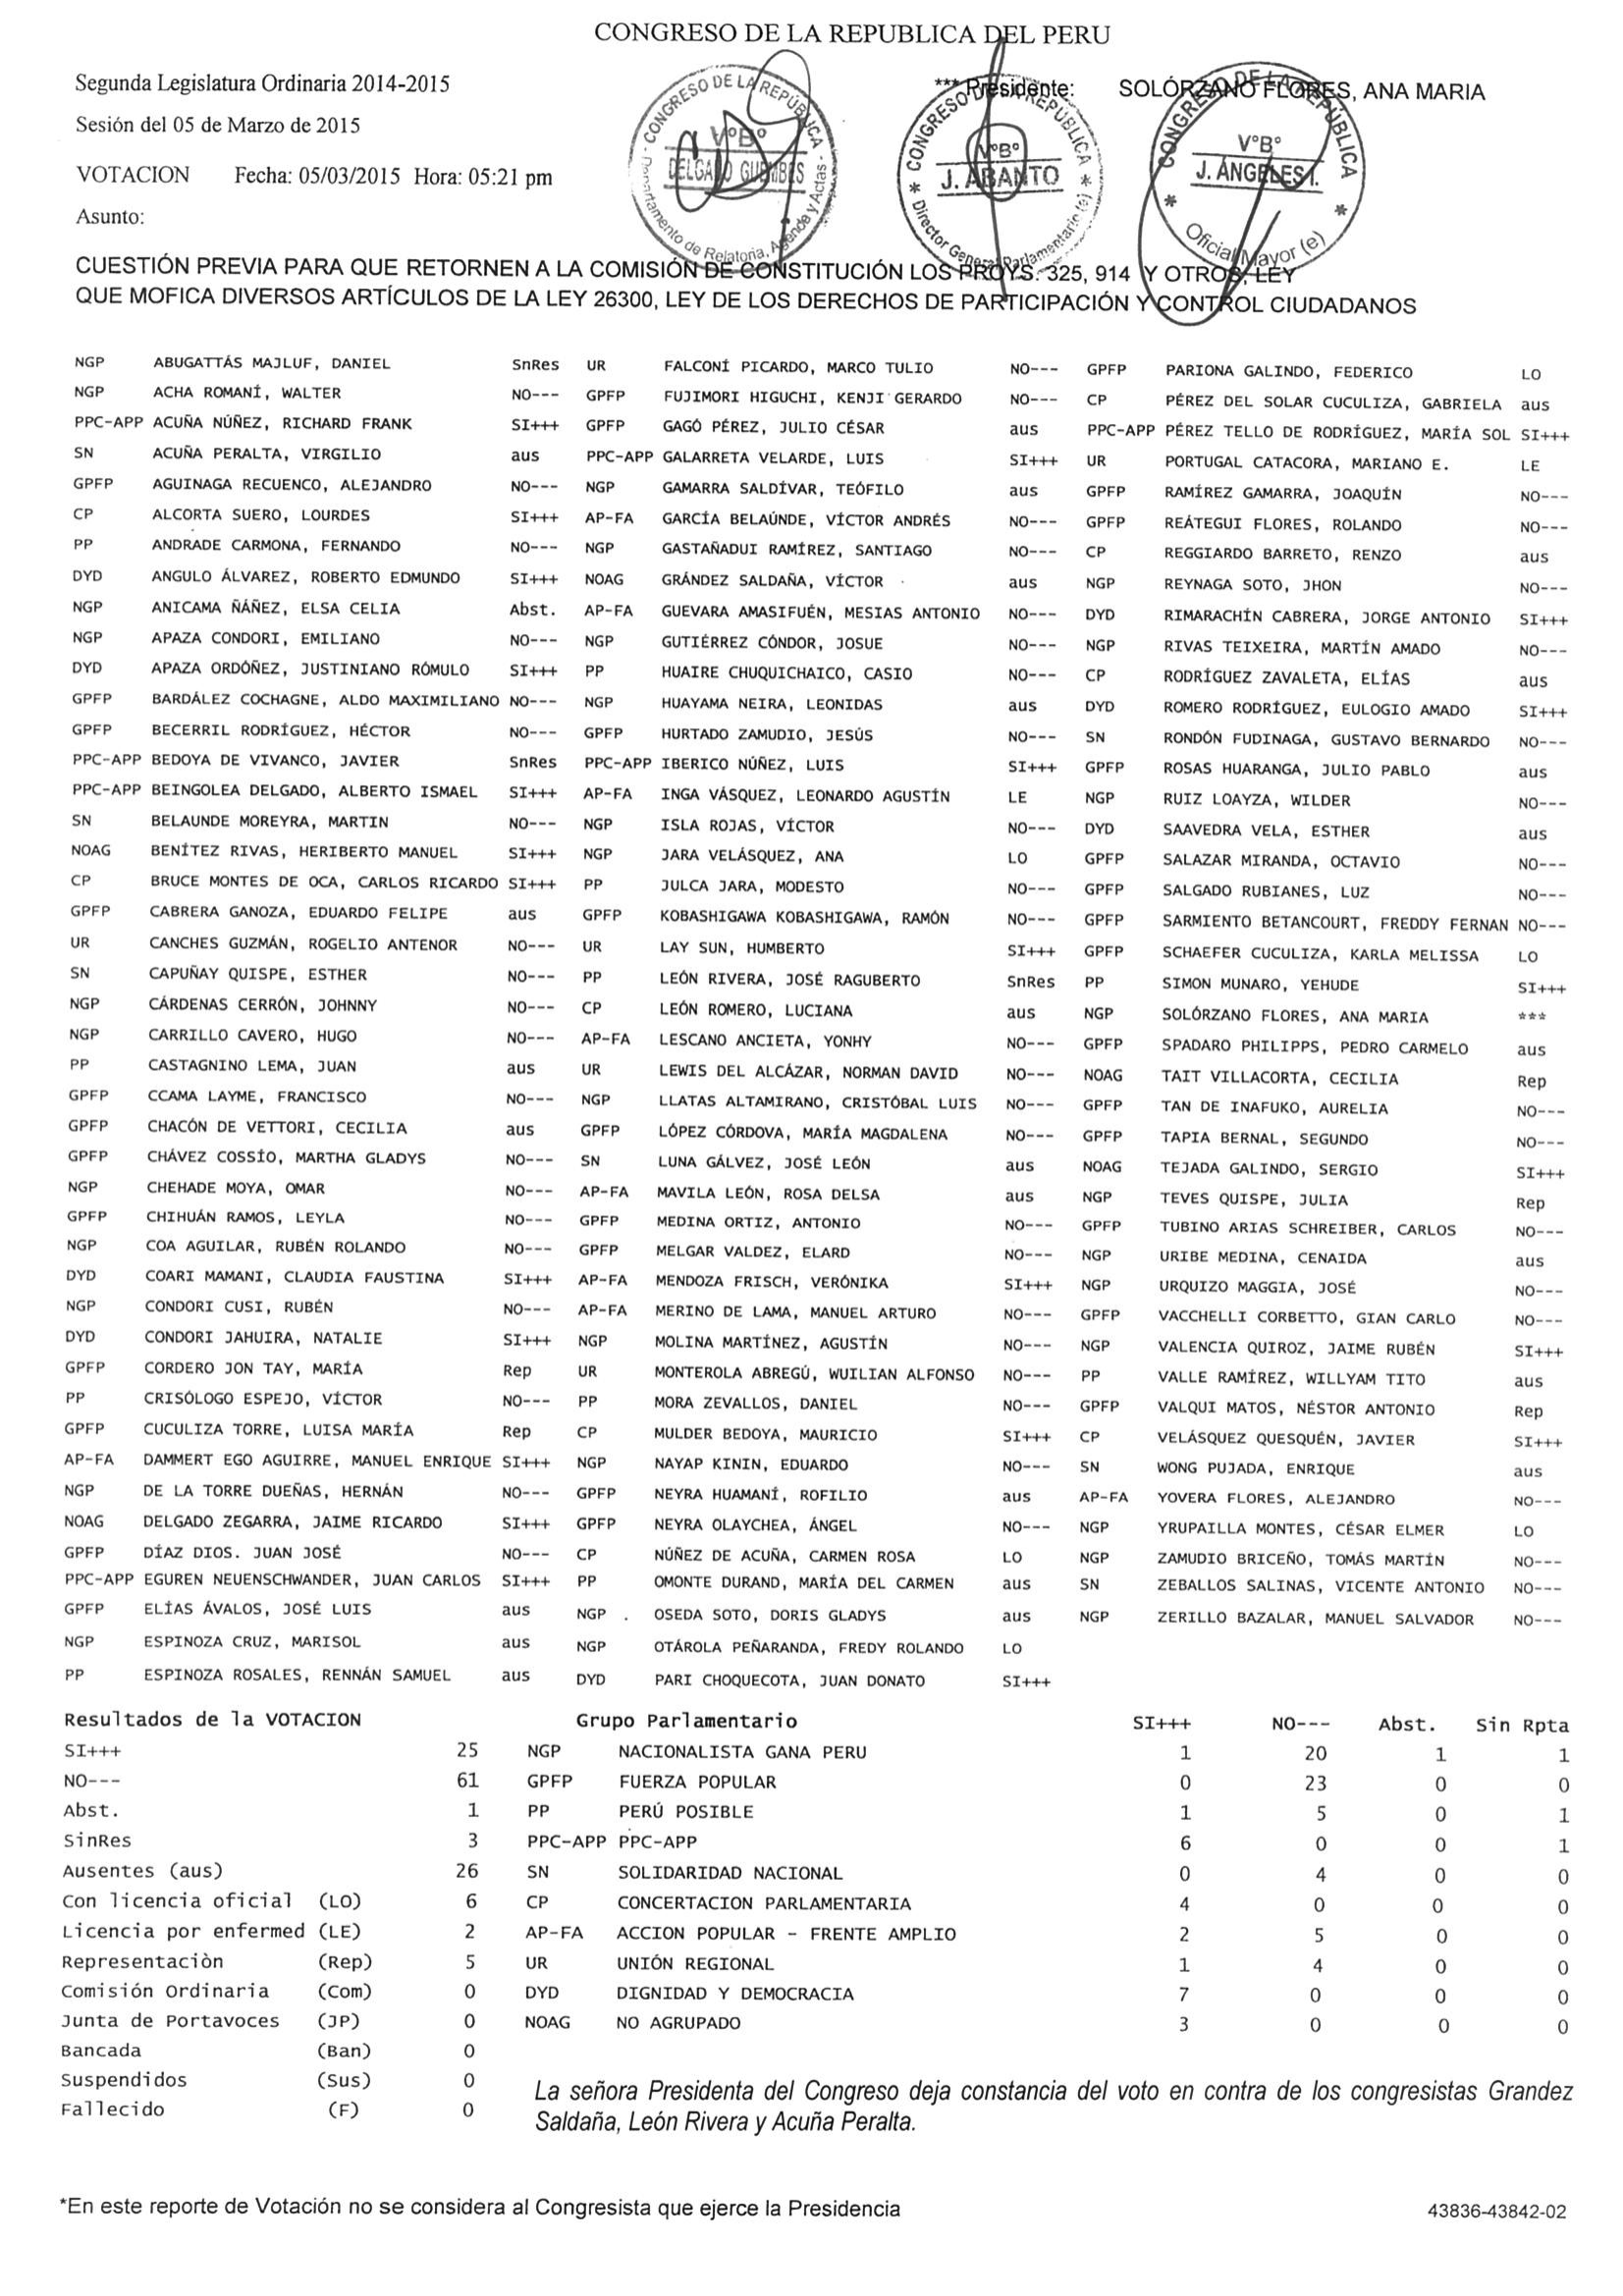 CONGRESO DE LA REPUBLICA DEL PERU
Segunda Legislatura Ordinaria 2014-2015
*** Presidente: SOLÓRZANO FLORES, ANA MARIA
Sesión del 05 de Marzo de 2015
VOTACION Fecha: 05/03/2015 Hora: 05:21 pm
Asunto:
CONGRESO DE LA REPÚBLICA
V°B°
DELGADO GUEMBES
Departamento de Relatoría, Agenda y Actas
CONGRESO DE LA REPÚBLICA
V°B°
J. ABANTO
Director General Parlamentario (e)
CONGRESO DE LA REPÚBLICA
V°B°
J. ÁNGELES I.
Oficial Mayor (e)
CUESTIÓN PREVIA PARA QUE RETORNEN A LA COMISIÓN DE CONSTITUCIÓN LOS PROYS. 325, 914 Y OTROS, LEY
QUE MOFICA DIVERSOS ARTÍCULOS DE LA LEY 26300, LEY DE LOS DERECHOS DE PARTICIPACIÓN Y CONTROL CIUDADANOS
NGP ABUGATTÁS MAJLUF, DANIEL SnRes UR FALCONÍ PICARDO, MARCO TULIO NO--- GPFP PARIONA GALINDO, FEDERICO LO
NGP ACHA ROMANÍ, WALTER NO--- GPFP FUJIMORI HIGUCHI, KENJI GERARDO NO--- CP PÉREZ DEL SOLAR CUCULIZA, GABRIELA aus
PPC-APP ACUÑA NÚÑEZ, RICHARD FRANK SI+++ GPFP GAGÓ PÉREZ, JULIO CÉSAR aus PPC-APP PÉREZ TELLO DE RODRÍGUEZ, MARÍA SOL SI+++
SN ACUÑA PERALTA, VIRGILIO aus PPC-APP GALARRETA VELARDE, LUIS SI+++ UR PORTUGAL CATACORA, MARIANO E. LE
GPFP AGUINAGA RECUENCO, ALEJANDRO NO--- NGP GAMARRA SALDÍVAR, TEÓFILO aus GPFP RAMÍREZ GAMARRA, JOAQUÍN NO---
CP ALCORTA SUERO, LOURDES SI+++ AP-FA GARCÍA BELAÚNDE, VÍCTOR ANDRÉS NO--- GPFP REÁTEGUI FLORES, ROLANDO NO---
PP ANDRADE CARMONA, FERNANDO NO--- NGP GASTAÑADUI RAMÍREZ, SANTIAGO NO--- CP REGGIARDO BARRETO, RENZO aus
DYD ANGULO ÁLVAREZ, ROBERTO EDMUNDO SI+++ NOAG GRÁNDEZ SALDAÑA, VÍCTOR aus NGP REYNAGA SOTO, JHON NO---
NGP ANICAMA ÑÁÑEZ, ELSA CELIA Abst. AP-FA GUEVARA AMASIFUÉN, MESIAS ANTONIO NO--- DYD RIMARACHÍN CABRERA, JORGE ANTONIO SI+++
NGP APAZA CONDORI, EMILIANO NO--- NGP GUTIÉRREZ CÓNDOR, JOSUE NO--- NGP RIVAS TEIXEIRA, MARTÍN AMADO NO---
DYD APAZA ORDÓÑEZ, JUSTINIANO RÓMULO SI+++ PP HUAIRE CHUQUICHAICO, CASIO NO--- CP RODRÍGUEZ ZAVALETA, ELÍAS aus
GPFP BARDÁLEZ COCHAGNE, ALDO MAXIMILIANO NO--- NGP HUAYAMA NEIRA, LEONIDAS aus DYD ROMERO RODRÍGUEZ, EULOGIO AMADO SI+++
GPFP BECERRIL RODRÍGUEZ, HÉCTOR NO--- GPFP HURTADO ZAMUDIO, JESÚS NO--- SN RONDÓN FUDINAGA, GUSTAVO BERNARDO NO---
PPC-APP BEDOYA DE VIVANCO, JAVIER SnRes PPC-APP IBERICO NÚÑEZ, LUIS SI+++ GPFP ROSAS HUARANGA, JULIO PABLO aus
PPC-APP BEINGOLEA DELGADO, ALBERTO ISMAEL SI+++ AP-FA INGA VÁSQUEZ, LEONARDO AGUSTÍN LE NGP RUIZ LOAYZA, WILDER NO---
SN BELAUNDE MOREYRA, MARTIN NO--- NGP ISLA ROJAS, VÍCTOR NO--- DYD SAAVEDRA VELA, ESTHER aus
NOAG BENÍTEZ RIVAS, HERIBERTO MANUEL SI+++ NGP JARA VELÁSQUEZ, ANA LO GPFP SALAZAR MIRANDA, OCTAVIO NO---
CP BRUCE MONTES DE OCA, CARLOS RICARDO SI+++ PP JULCA JARA, MODESTO NO--- GPFP SALGADO RUBIANES, LUZ NO---
GPFP CABRERA GANOZA, EDUARDO FELIPE aus GPFP KOBASHIGAWA KOBASHIGAWA, RAMÓN NO--- GPFP SARMIENTO BETANCOURT, FREDDY FERNAN NO---
UR CANCHES GUZMÁN, ROGELIO ANTENOR NO--- UR LAY SUN, HUMBERTO SI+++ GPFP SCHAEFER CUCULIZA, KARLA MELISSA LO
SN CAPUÑAY QUISPE, ESTHER NO--- PP LEÓN RIVERA, JOSÉ RAGUBERTO SnRes PP SIMON MUNARO, YEHUDE SI+++
NGP CÁRDENAS CERRÓN, JOHNNY NO--- CP LEÓN ROMERO, LUCIANA aus NGP SOLÓRZANO FLORES, ANA MARIA ***
NGP CARRILLO CAVERO, HUGO NO--- AP-FA LESCANO ANCIETA, YONHY NO--- GPFP SPADARO PHILIPPS, PEDRO CARMELO aus
PP CASTAGNINO LEMA, JUAN aus UR LEWIS DEL ALCÁZAR, NORMAN DAVID NO--- NOAG TAIT VILLACORTA, CECILIA Rep
GPFP CCAMA LAYME, FRANCISCO NO--- NGP LLATAS ALTAMIRANO, CRISTÓBAL LUIS NO--- GPFP TAN DE INAFUKO, AURELIA NO---
GPFP CHACÓN DE VETTORI, CECILIA aus GPFP LÓPEZ CÓRDOVA, MARÍA MAGDALENA NO--- GPFP TAPIA BERNAL, SEGUNDO NO---
GPFP CHÁVEZ COSSÍO, MARTHA GLADYS NO--- SN LUNA GÁLVEZ, JOSÉ LEÓN aus NOAG TEJADA GALINDO, SERGIO SI+++
NGP CHEHADE MOYA, OMAR NO--- AP-FA MAVILA LEÓN, ROSA DELSA aus NGP TEVES QUISPE, JULIA Rep
GPFP CHIHUÁN RAMOS, LEYLA NO--- GPFP MEDINA ORTIZ, ANTONIO NO--- GPFP TUBINO ARIAS SCHREIBER, CARLOS NO---
NGP COA AGUILAR, RUBÉN ROLANDO NO--- GPFP MELGAR VALDEZ, ELARD NO--- NGP URIBE MEDINA, CENAIDA aus
DYD COARI MAMANI, CLAUDIA FAUSTINA SI+++ AP-FA MENDOZA FRISCH, VERÓNIKA SI+++ NGP URQUIZO MAGGIA, JOSÉ NO---
NGP CONDORI CUSI, RUBÉN NO--- AP-FA MERINO DE LAMA, MANUEL ARTURO NO--- GPFP VACCHELLI CORBETTO, GIAN CARLO NO---
DYD CONDORI JAHUIRA, NATALIE SI+++ NGP MOLINA MARTÍNEZ, AGUSTÍN NO--- NGP VALENCIA QUIROZ, JAIME RUBÉN SI+++
GPFP CORDERO JON TAY, MARÍA Rep UR MONTEROLA ABREGÚ, WUILIAN ALFONSO NO--- PP VALLE RAMÍREZ, WILLYAM TITO aus
PP CRISÓLOGO ESPEJO, VÍCTOR NO--- PP MORA ZEVALLOS, DANIEL NO--- GPFP VALQUI MATOS, NÉSTOR ANTONIO Rep
GPFP CUCULIZA TORRE, LUISA MARÍA Rep CP MULDER BEDOYA, MAURICIO SI+++ CP VELÁSQUEZ QUESQUÉN, JAVIER SI+++
AP-FA DAMMERT EGO AGUIRRE, MANUEL ENRIQUE SI+++ NGP NAYAP KININ, EDUARDO NO--- SN WONG PUJADA, ENRIQUE aus
NGP DE LA TORRE DUEÑAS, HERNÁN NO--- GPFP NEYRA HUAMANÍ, ROFILIO aus AP-FA YOVERA FLORES, ALEJANDRO NO---
NOAG DELGADO ZEGARRA, JAIME RICARDO SI+++ GPFP NEYRA OLAYCHEA, ÁNGEL NO--- NGP YRUPAILLA MONTES, CÉSAR ELMER LO
GPFP DÍAZ DIOS. JUAN JOSÉ NO--- CP NÚÑEZ DE ACUÑA, CARMEN ROSA LO NGP ZAMUDIO BRICEÑO, TOMÁS MARTÍN NO---
PPC-APP EGUREN NEUENSCHWANDER, JUAN CARLOS SI+++ PP OMONTE DURAND, MARÍA DEL CARMEN aus SN ZEBALLOS SALINAS, VICENTE ANTONIO NO---
GPFP ELÍAS ÁVALOS, JOSÉ LUIS aus NGP OSEDA SOTO, DORIS GLADYS aus NGP ZERILLO BAZALAR, MANUEL SALVADOR NO---
NGP ESPINOZA CRUZ, MARISOL aus NGP OTÁROLA PEÑARANDA, FREDY ROLANDO LO
PP ESPINOZA ROSALES, RENNÁN SAMUEL aus DYD PARI CHOQUECOTA, JUAN DONATO SI+++
Resultados de la VOTACION Grupo Parlamentario SI+++ NO--- Abst. Sin Rpta
SI+++ 25 NGP NACIONALISTA GANA PERU 1 20 1 1
NO--- 61 GPFP FUERZA POPULAR 0 23 0 0
Abst. 1 PP PERÚ POSIBLE 1 5 0 1
SinRes 3 PPC-APP PPC-APP 6 0 0 1
Ausentes (aus) 26 SN SOLIDARIDAD NACIONAL 0 4 0 0
Con licencia oficial (LO) 6 CP CONCERTACION PARLAMENTARIA 4 0 0 0
Licencia por enfermed (LE) 2 AP-FA ACCION POPULAR - FRENTE AMPLIO 2 5 0 0
Representaciòn (Rep) 5 UR UNIÓN REGIONAL 1 4 0 0
Comisión Ordinaria (Com) 0 DYD DIGNIDAD Y DEMOCRACIA 7 0 0 0
Junta de Portavoces (JP) 0 NOAG NO AGRUPADO 3 0 0 0
Bancada (Ban) 0
Suspendidos (Sus) 0
Fallecido (F) 0
La señora Presidenta del Congreso deja constancia del voto en contra de los congresistas Grandez
Saldaña, León Rivera y Acuña Peralta.
*En este reporte de Votación no se considera al Congresista que ejerce la Presidencia
43836-43842-02